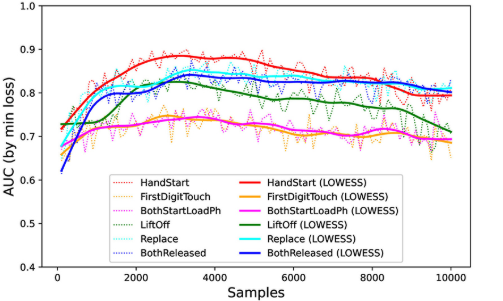 1.0
0.9
0.8
0.7
0.6
0.5
0.4
AUC (by min loss)
HandStart HandStart (LOWESS)
FirstDigitTouch FirstDigitTouch (LOWESS)
BothStartLoadPh BothStartLoadPh (LOWESS)
LiftOff LiftOff (LOWESS)
Replace Replace (LOWESS)
BothReleased BothReleased (LOWESS)
0 2000 4000 6000 8000 10000
Samples